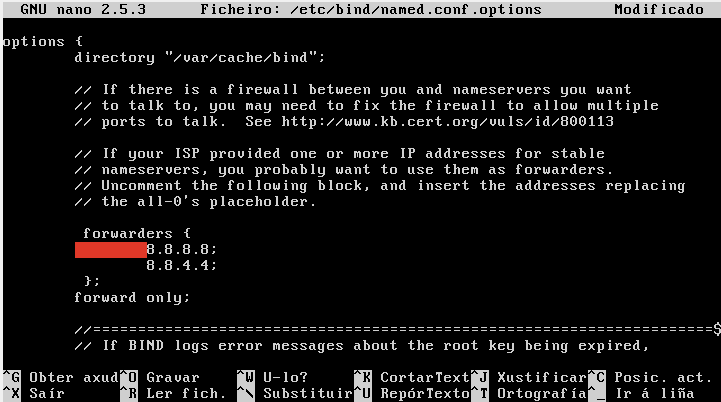 GNU nano 2.5.3 Ficheiro: /etc/bind/named.conf.options Modificado
options {
directory "/var/cache/bind";
// If there is a firewall between you and nameservers you want
// to talk to, you may need to fix the firewall to allow multiple
// ports to talk. See http://www.kb.cert.org/vuls/id/800113
// If your ISP provided one or more IP addresses for stable
// nameservers, you probably want to use them as forwarders.
// Uncomment the following block, and insert the addresses replacing
// the all-0's placeholder.
forwarders {
8.8.8.8;
8.8.4.4;
};
forward only;
//=====================================================================$
// If BIND logs error messages about the root key being expired,
^G Obter axud ^O Gravar ^W U-lo? ^K CortarText ^J Xustificar ^C Posic. act.
^X Saír ^R Ler fich. ^\ Substituir ^U RepórTexto ^T Ortografía ^_ Ir á liña